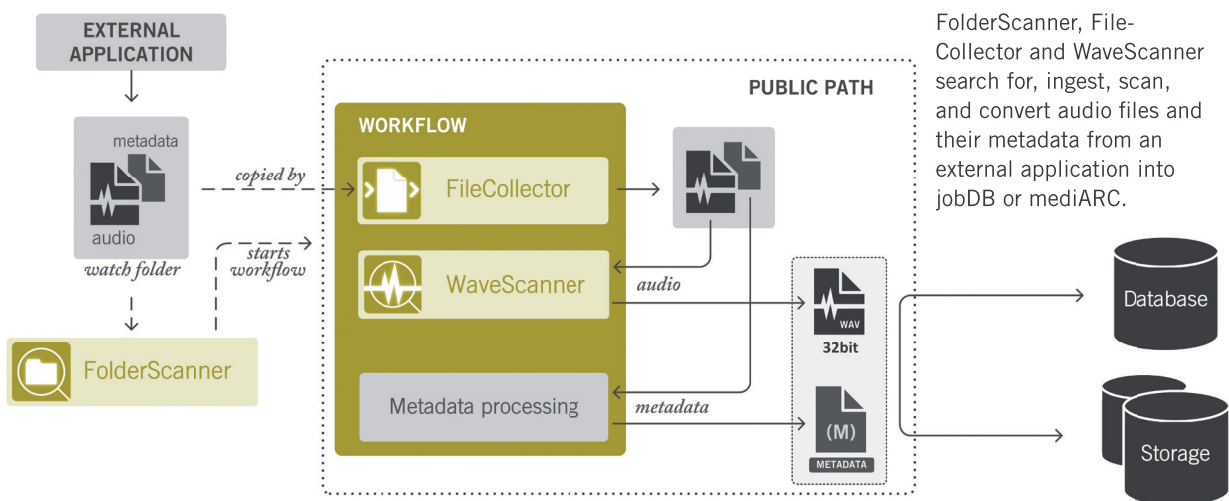 EXTERNAL
APPLICATION
metadata
audio
watch folder
copied by
starts
workflow
FolderScanner
PUBLIC PATH
WORKFLOW
FileCollector
WaveScanner
Metadata processing
audio
metadata
WAV
32bit
(M)
METADATA
FolderScanner, File-
Collector and WaveScanner
search for, ingest, scan,
and convert audio files and
their metadata from an
external application into
jobDB or mediARC.
Database
Storage